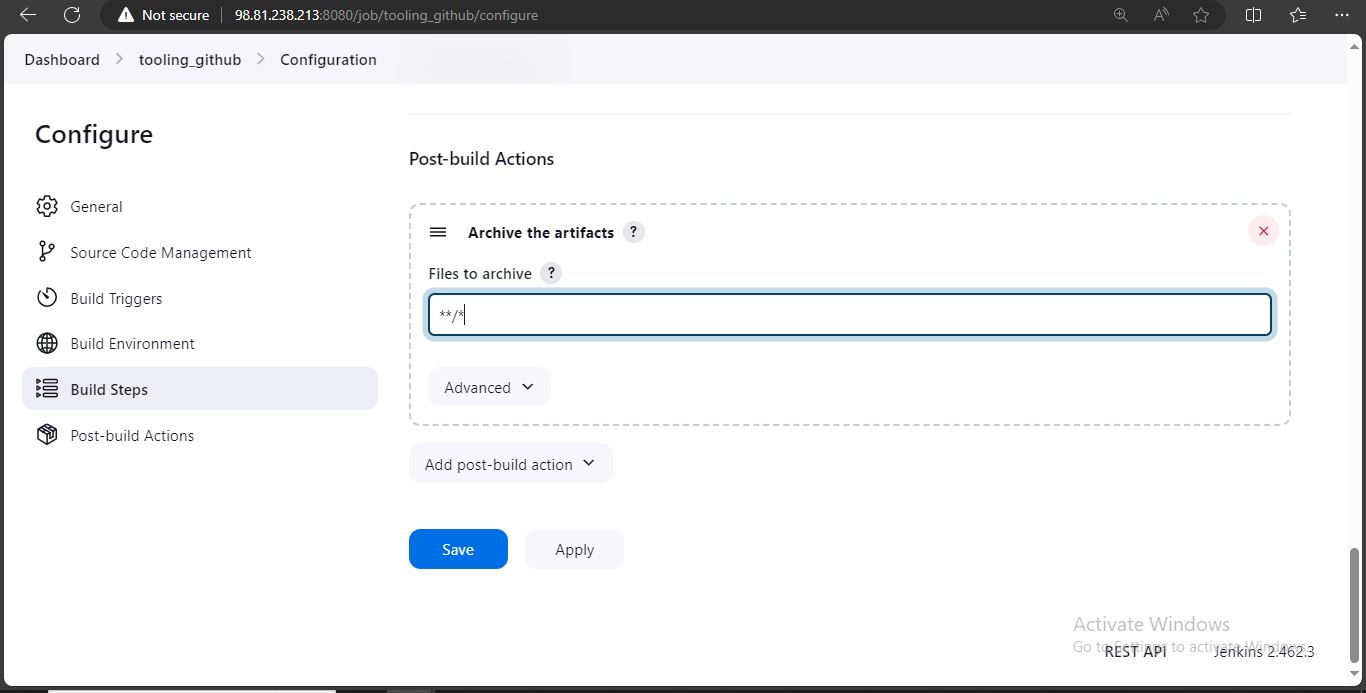 Not secure 98.81.238.213:8080/job/tooling_github/configure
Dashboard tooling_github Configuration
Configure
General
Source Code Management
Build Triggers
Build Environment
Build Steps
Post-build Actions
Post-build Actions
Archive the artifacts ?
Files to archive ?
**/*
Advanced
Add post-build action
Save Apply
Activate Windows
Go to Settings to activate Windows.
REST API Jenkins 2.462.3